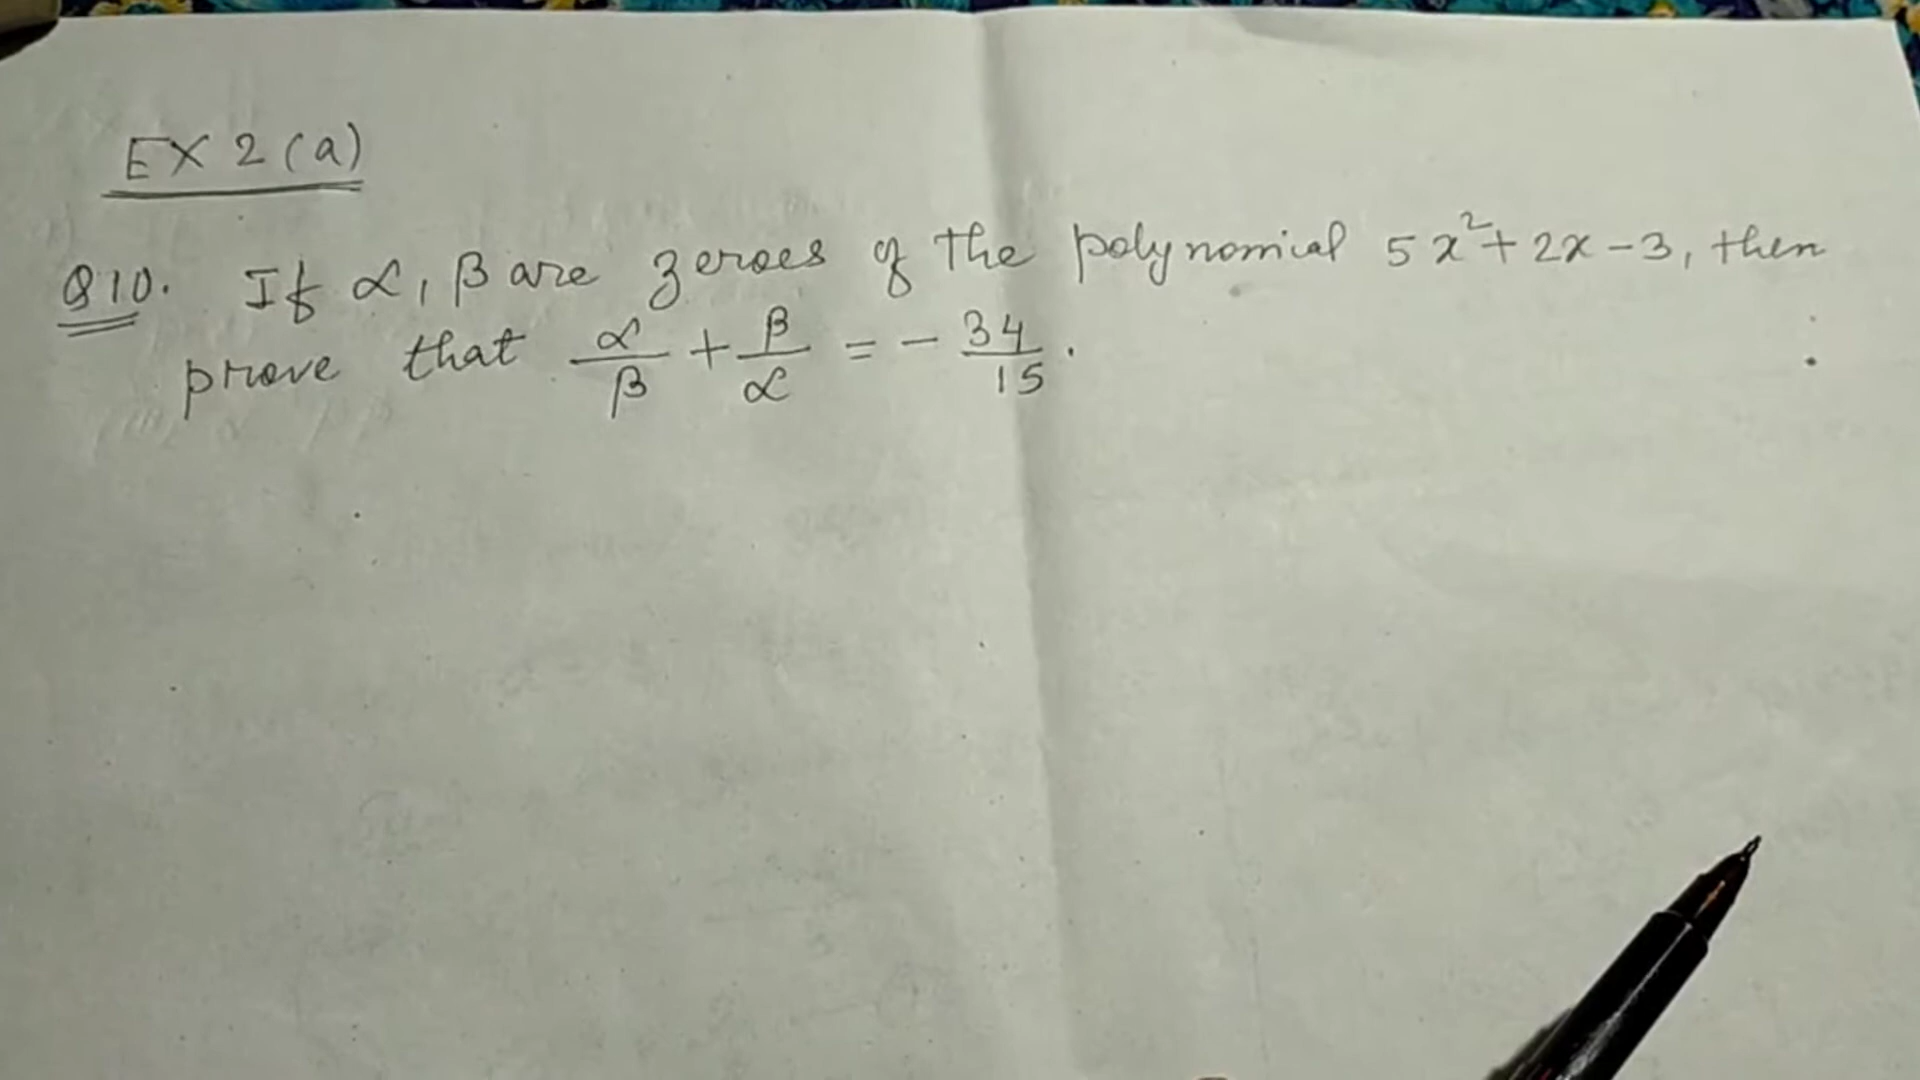 EX 2 (a)
Q10. If α, β are zeroes of the polynomial 5x²+2x-3, then
prove that α/β + β/α = - 34/15.